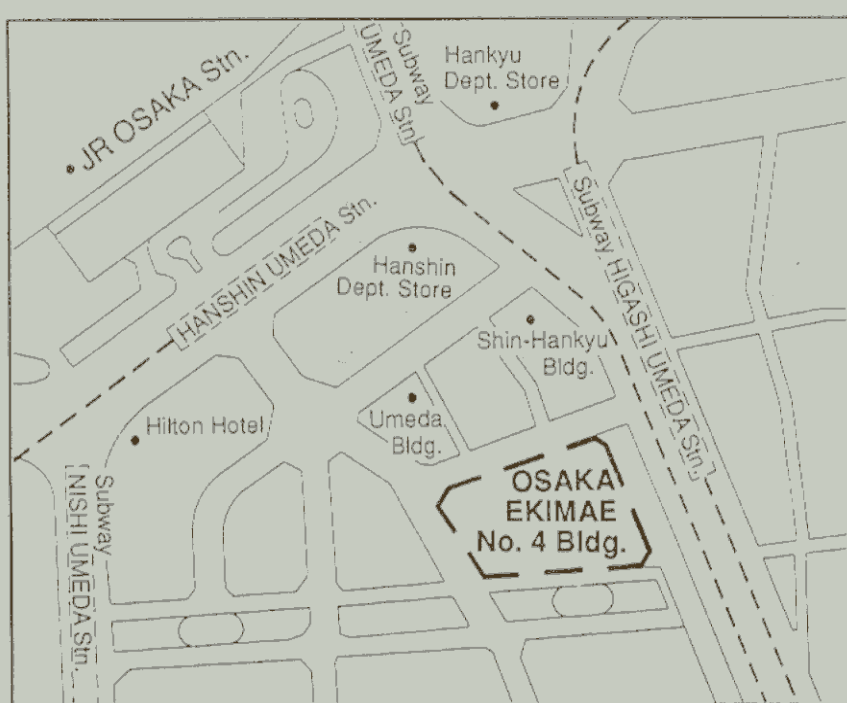 JR OSAKA Stn.
Subway
UMEDA Stn
Hankyu
Dept. Store
HANSHIN UMEDA Stn.
Hanshin
Dept. Store
Subway HIGASHI UMEDA Stn.
Shin-Hankyu
Bldg.
Hilton Hotel
Umeda
Bldg.
Subway
NISHI UMEDA Stn.
OSAKA
EKIMAE
No. 4 Bldg.